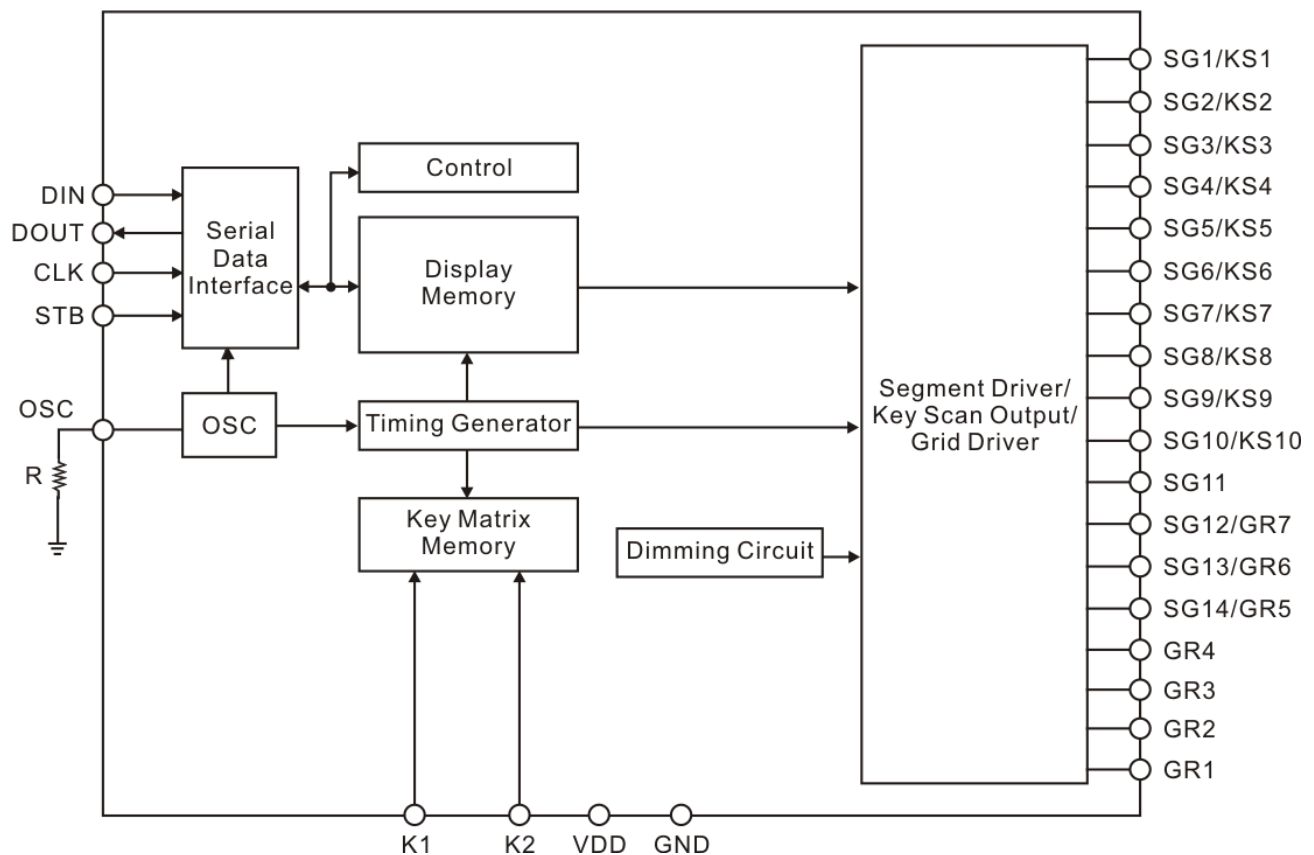 DIN
DOUT
CLK
STB
OSC
R
Serial
Data
Interface
OSC
Control
Display
Memory
Timing Generator
Key Matrix
Memory
Dimming Circuit
Segment Driver/
Key Scan Output/
Grid Driver
SG1/KS1
SG2/KS2
SG3/KS3
SG4/KS4
SG5/KS5
SG6/KS6
SG7/KS7
SG8/KS8
SG9/KS9
SG10/KS10
SG11
SG12/GR7
SG13/GR6
SG14/GR5
GR4
GR3
GR2
GR1
K1
K2
VDD
GND